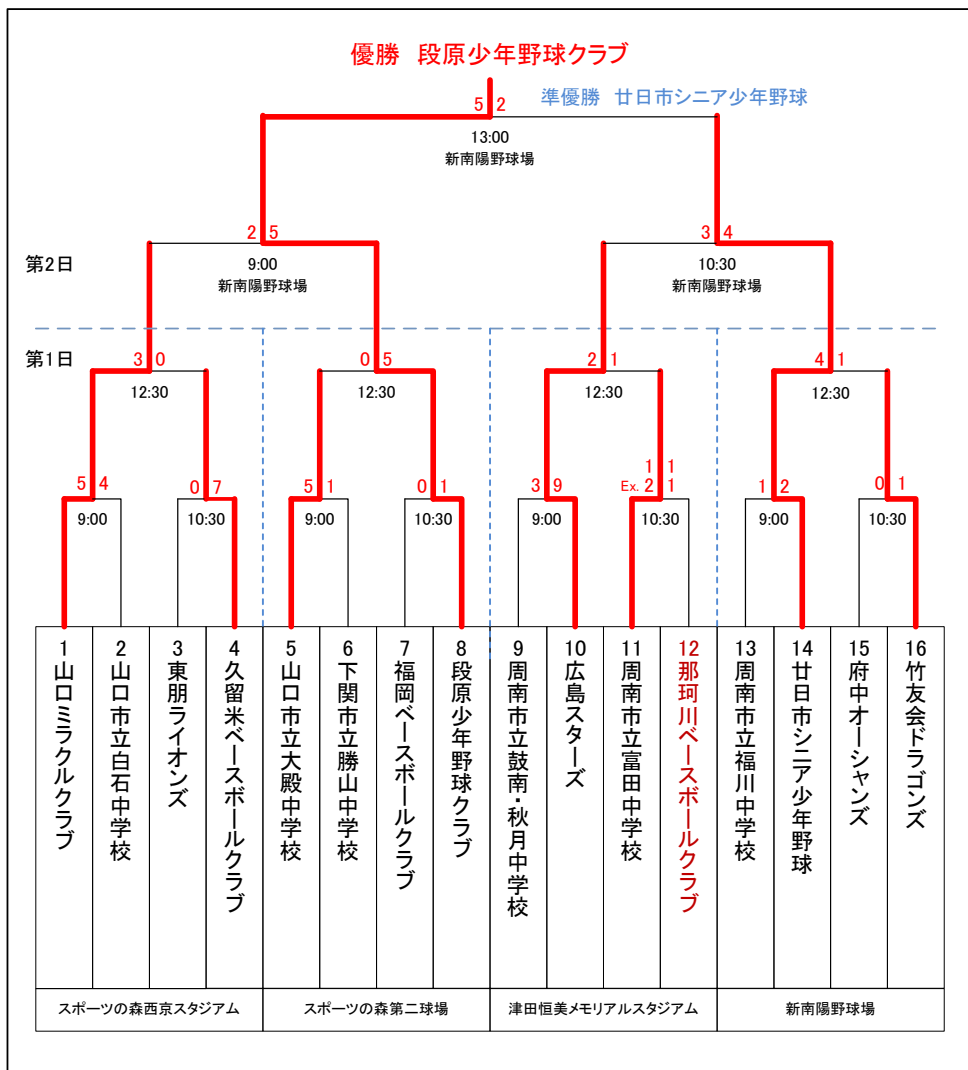 優勝 段原少年野球クラブ
準優勝 廿日市シニア少年野球
5 2
13:00
新南陽野球場
2 5
3 4
第2日
9:00
新南陽野球場
10:30
新南陽野球場
第1日
3 0
0 5
2 1
4 1
12:30
12:30
12:30
12:30
1 1
5 4
0 7
5 1
0 1
3 9
Ex. 2 1
1 2
0 1
9:00
10:30
9:00
10:30
9:00
10:30
9:00
10:30
1 山口ミラクルクラブ
2 山口市立白石中学校
3 東朋ライオンズ
4 久留米ベースボールクラブ
5 山口市立大殿中学校
6 下関市立勝山中学校
7 福岡ベースボールクラブ
8 段原少年野球クラブ
9 周南市立鼓南・秋月中学校
10 広島スターズ
11 周南市立富田中学校
12 那珂川ベースボールクラブ
13 周南市立福川中学校
14 廿日市シニア少年野球
15 府中オーシャンズ
16 竹友会ドラゴンズ
スポーツの森西京スタジアム
スポーツの森第二球場
津田恒美メモリアルスタジアム
新南陽野球場